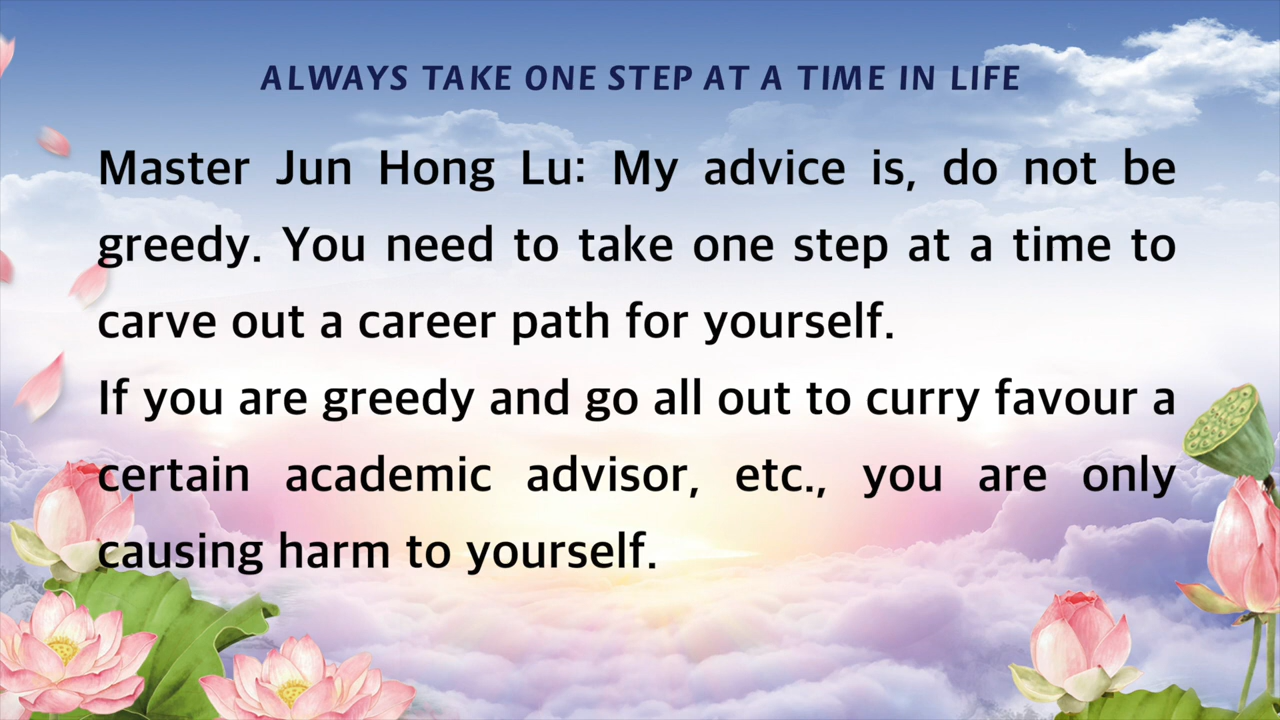 ALWAYS TAKE ONE STEP AT A TIME IN LIFE
Master Jun Hong Lu: My advice is, do not be
greedy. You need to take one step at a time to
carve out a career path for yourself.
If you are greedy and go all out to curry favour a
certain academic advisor, etc., you are only
causing harm to yourself.